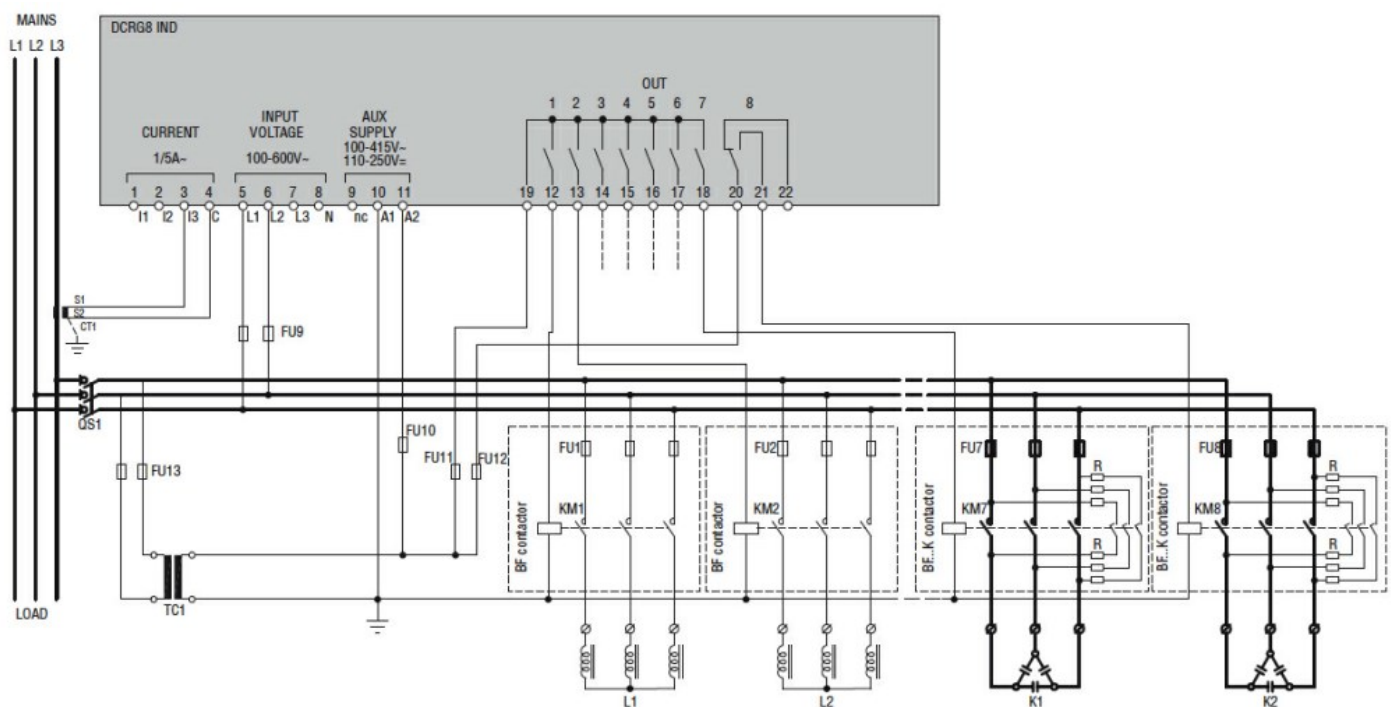 MAINS
L1 L2 L3
DCRG8 IND
OUT
1 2 3 4 5 6 7 8
CURRENT
1/5A~
INPUT
VOLTAGE
100-600V~
AUX
SUPPLY
100-415V~
110-250V=
1 2 3 4 5 6 7 8 9 10 11 19 12 13 14 15 16 17 18 20 21 22
I1 I2 I3 C L1 L2 L3 N nc A1 A2
S1
S2
CT1
FU9
QS1
FU13
FU10
FU11
FU12
FU1
KM1
BF contactor
FU2
KM2
BF contactor
FU7
KM7
R
R
BF...K contactor
FU8
KM8
R
R
BF...K contactor
LOAD
TC1
L1
L2
K1
K2